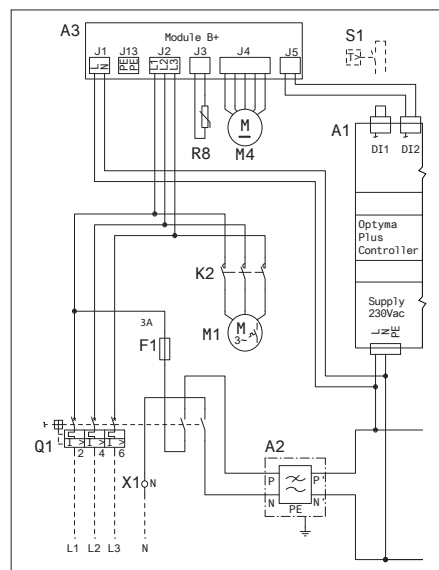 A3
Module B+
S1
J1
J13
J2
J3
J4
J5
L
N
PE
PE
L1
L2
L3
A1
M
R8
M4
DI1
DI2
Optyma
Plus
Controller
K2
Supply
230Vac
L
N
PE
3A
F1
M1
M
3~
Q1
I >
I >
I >
2
4
6
A2
X1
N
P
P'
N
N'
PE
L1
L2
L3
N